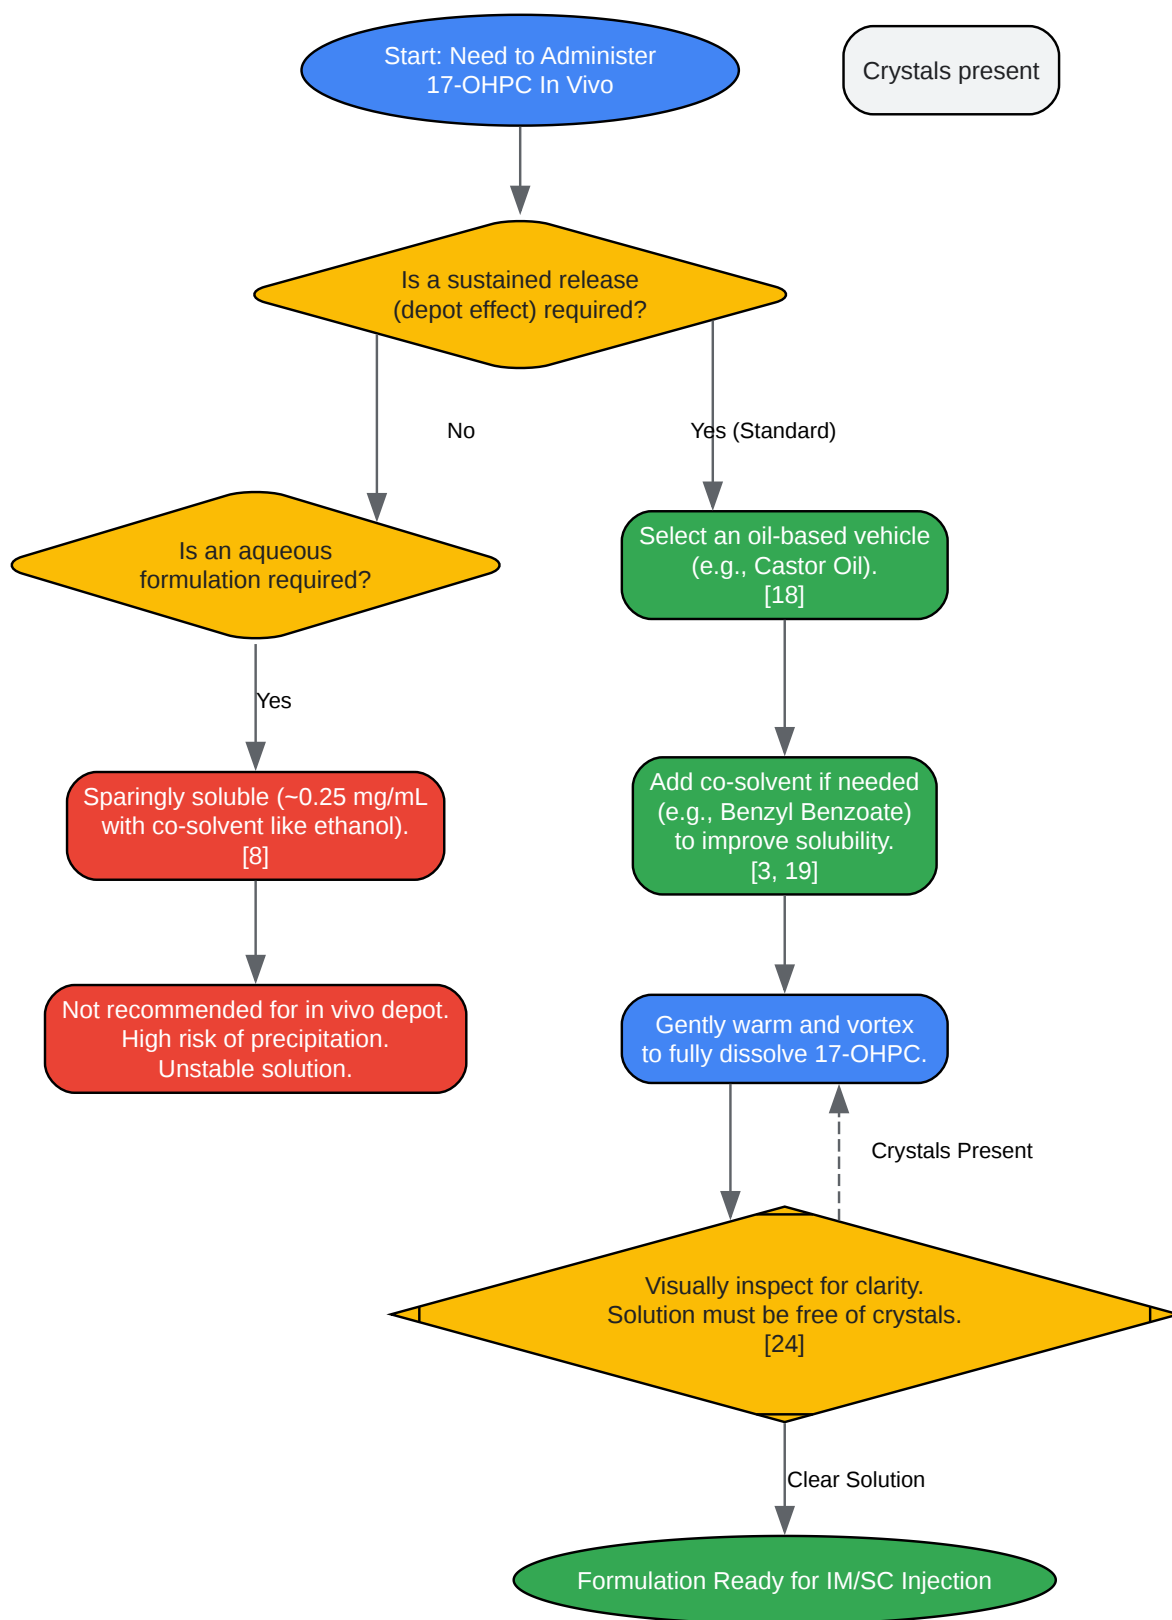 Start: Need to Administer
17-OHPC In Vivo
Crystals present
Is a sustained release
(depot effect) required?
No
Yes (Standard)
Is an aqueous
formulation required?
Select an oil-based vehicle
(e.g., Castor Oil).
[18]
Yes
Sparingly soluble (~0.25 mg/mL
with co-solvent like ethanol).
[8]
Add co-solvent if needed
(e.g., Benzyl Benzoate)
to improve solubility.
[3, 19]
Not recommended for in vivo depot.
High risk of precipitation.
Unstable solution.
Gently warm and vortex
to fully dissolve 17-OHPC.
Crystals Present
Visually inspect for clarity.
Solution must be free of crystals.
[24]
Clear Solution
Formulation Ready for IM/SC Injection